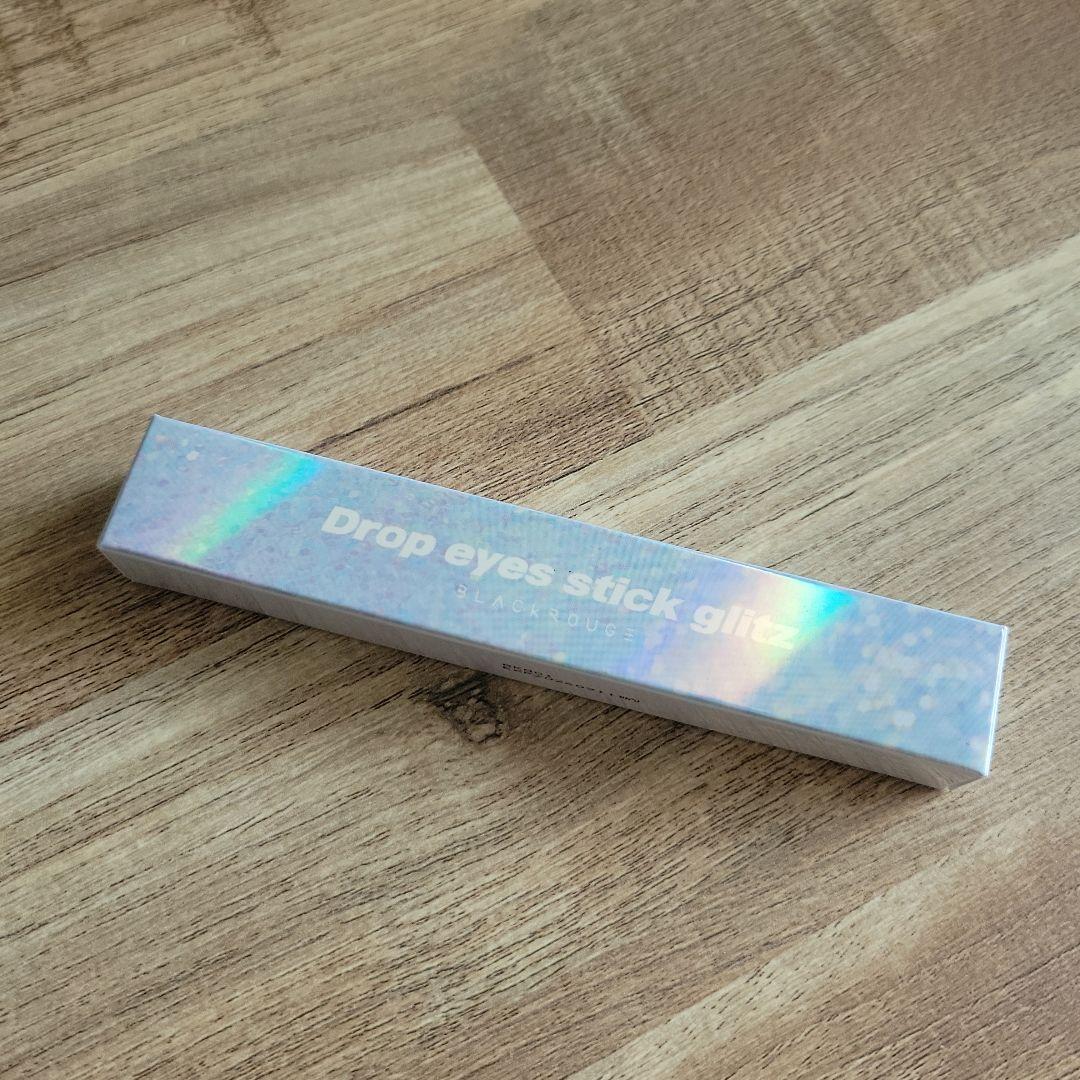 Drop eyes stick glitz
BLACKROUGE